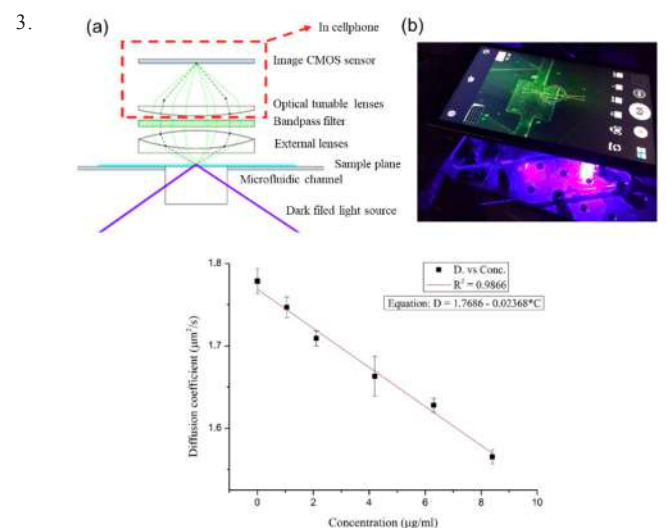 3.
(a)
In cellphone
(b)
Image CMOS sensor
Optical tunable lenses
Bandpass filter
External lenses
Sample plane
Microfluidic channel
Dark filed light source
D. vs Conc.
R² = 0.9866
Equation: D = 1.7686 - 0.02368*C
1.8
1.7
1.6
Diffusion coefficient (μm²/s)
0
2
4
6
8
10
Concentration (μg/ml)